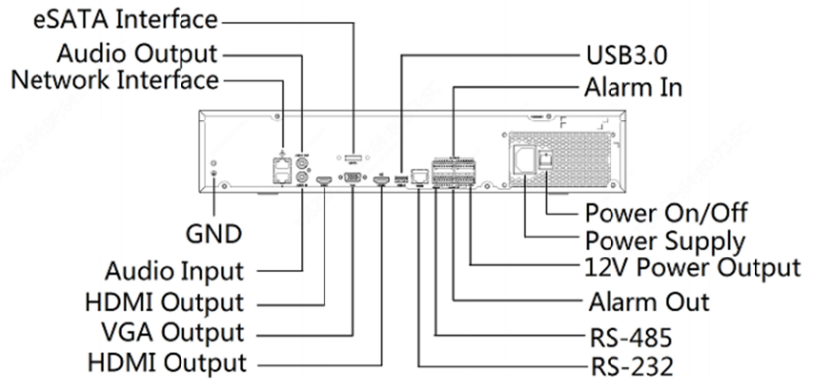 eSATA Interface
Audio Output
Network Interface
USB3.0
Alarm In
GND
Audio Input
HDMI Output
VGA Output
HDMI Output
Power On/Off
Power Supply
12V Power Output
Alarm Out
RS-485
RS-232